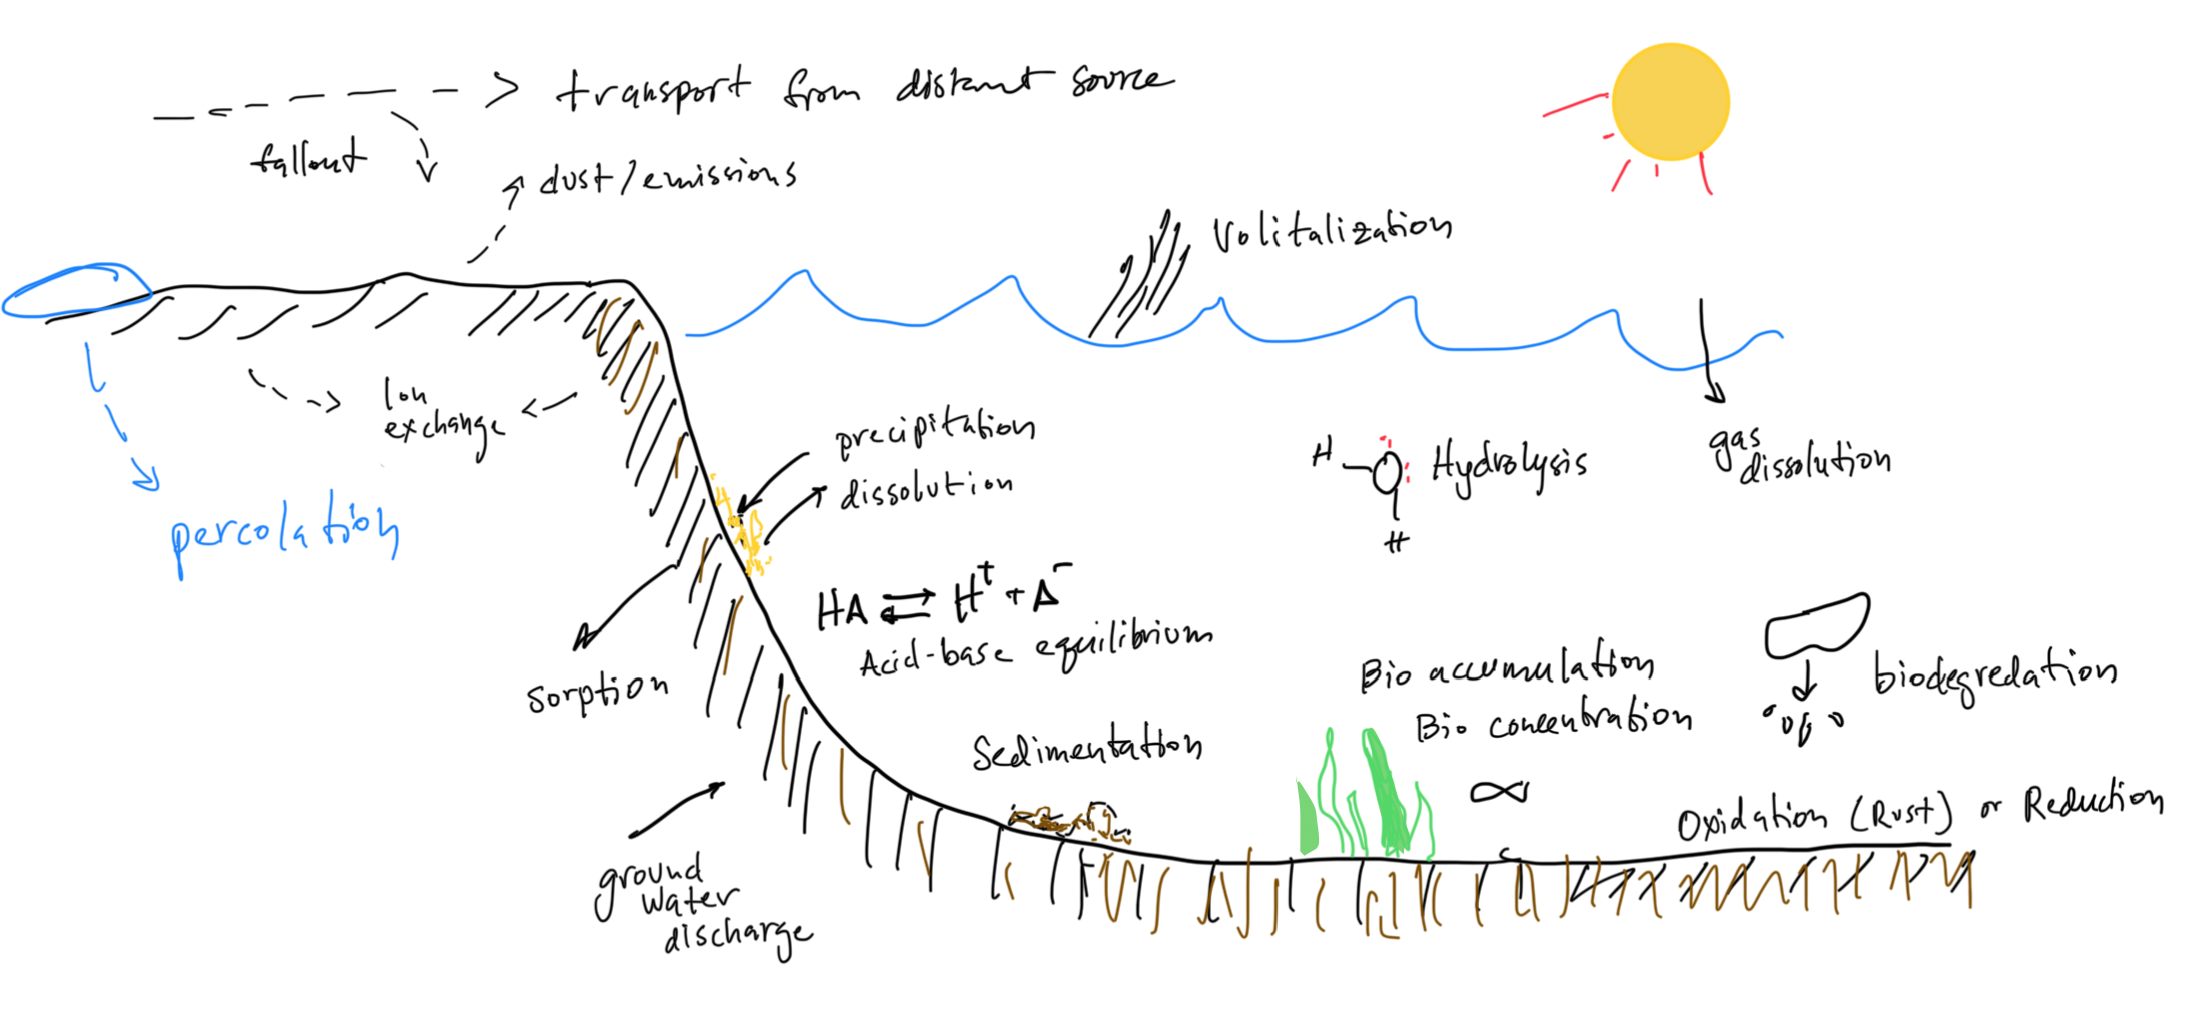 transport from distant source
fallout
dust/emissions
Volitalization
Ion
exchange
percolation
precipitation
dissolution
H
O
H
Hydrolysis
gas
dissolution
HA ⇌ H⁺ + A⁻
Acid-base equilibrium
sorption
Bio accumulation
Bio concentration
biodegredation
Sedimentation
Oxidation (Rust) or Reduction
ground
water
discharge